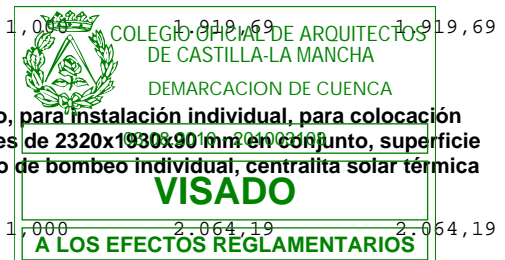 1,000 1.919,69 1.919,69
COLEGIO OFICIAL DE ARQUITECTOS
DE CASTILLA-LA MANCHA
DEMARCACION DE CUENCA
o, para instalación individual, para colocación
es de 2320x1930x90 mm en conjunto, superficie
o de bombeo individual, centralita solar térmica
VISADO
1,000 2.064,19 2.064,19
A LOS EFECTOS REGLAMENTARIOS